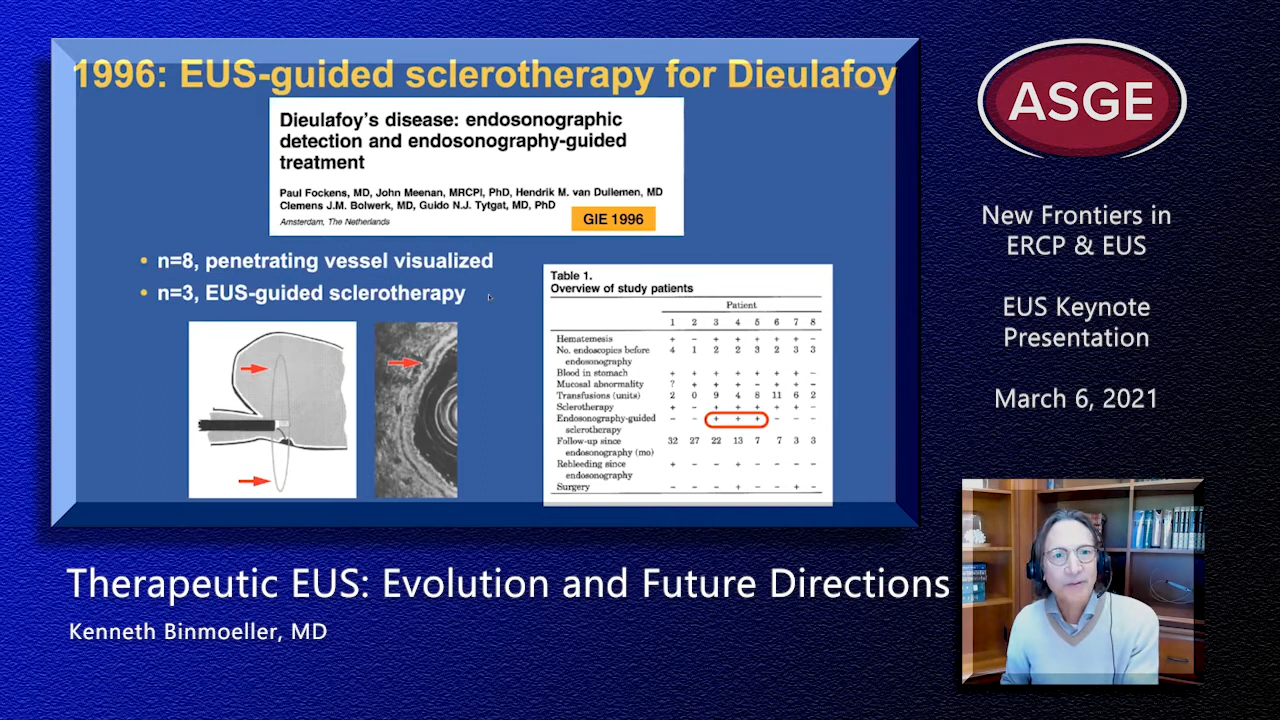 1996: EUS-guided sclerotherapy for Dieulafoy
Dieulafoy's disease: endosonographic
detection and endosonography-guided
treatment
Paul Fockens, MD, John Meenan, MRCPI, PhD, Hendrik M. van Dullemen, MD
Clemens J.M. Bolwerk, MD, Guido N.J. Tytgat, MD, PhD
Amsterdam, The Netherlands
GIE 1996
• n=8, penetrating vessel visualized
• n=3, EUS-guided sclerotherapy
Table 1.
Overview of study patients
Patient
1 2 3 4 5 6 7 8
Hematemesis + - + + + + + -
No. endoscopies before 4 1 2 2 3 2 3 3
endosonography
Blood in stomach + + + + + + + +
Mucosal abnormality ? + + + - + + -
Transfusions (units) 2 0 9 4 8 11 6 2
Sclerotherapy + - + + + + + -
Endosonography-guided - - + + + - - -
sclerotherapy
Follow-up since 32 27 22 13 7 7 3 3
endosonography (mo)
Rebleeding since + - - + - - - -
endosonography
Surgery - - - + - - + -
ASGE
New Frontiers in
ERCP & EUS
EUS Keynote
Presentation
March 6, 2021
Therapeutic EUS: Evolution and Future Directions
Kenneth Binmoeller, MD